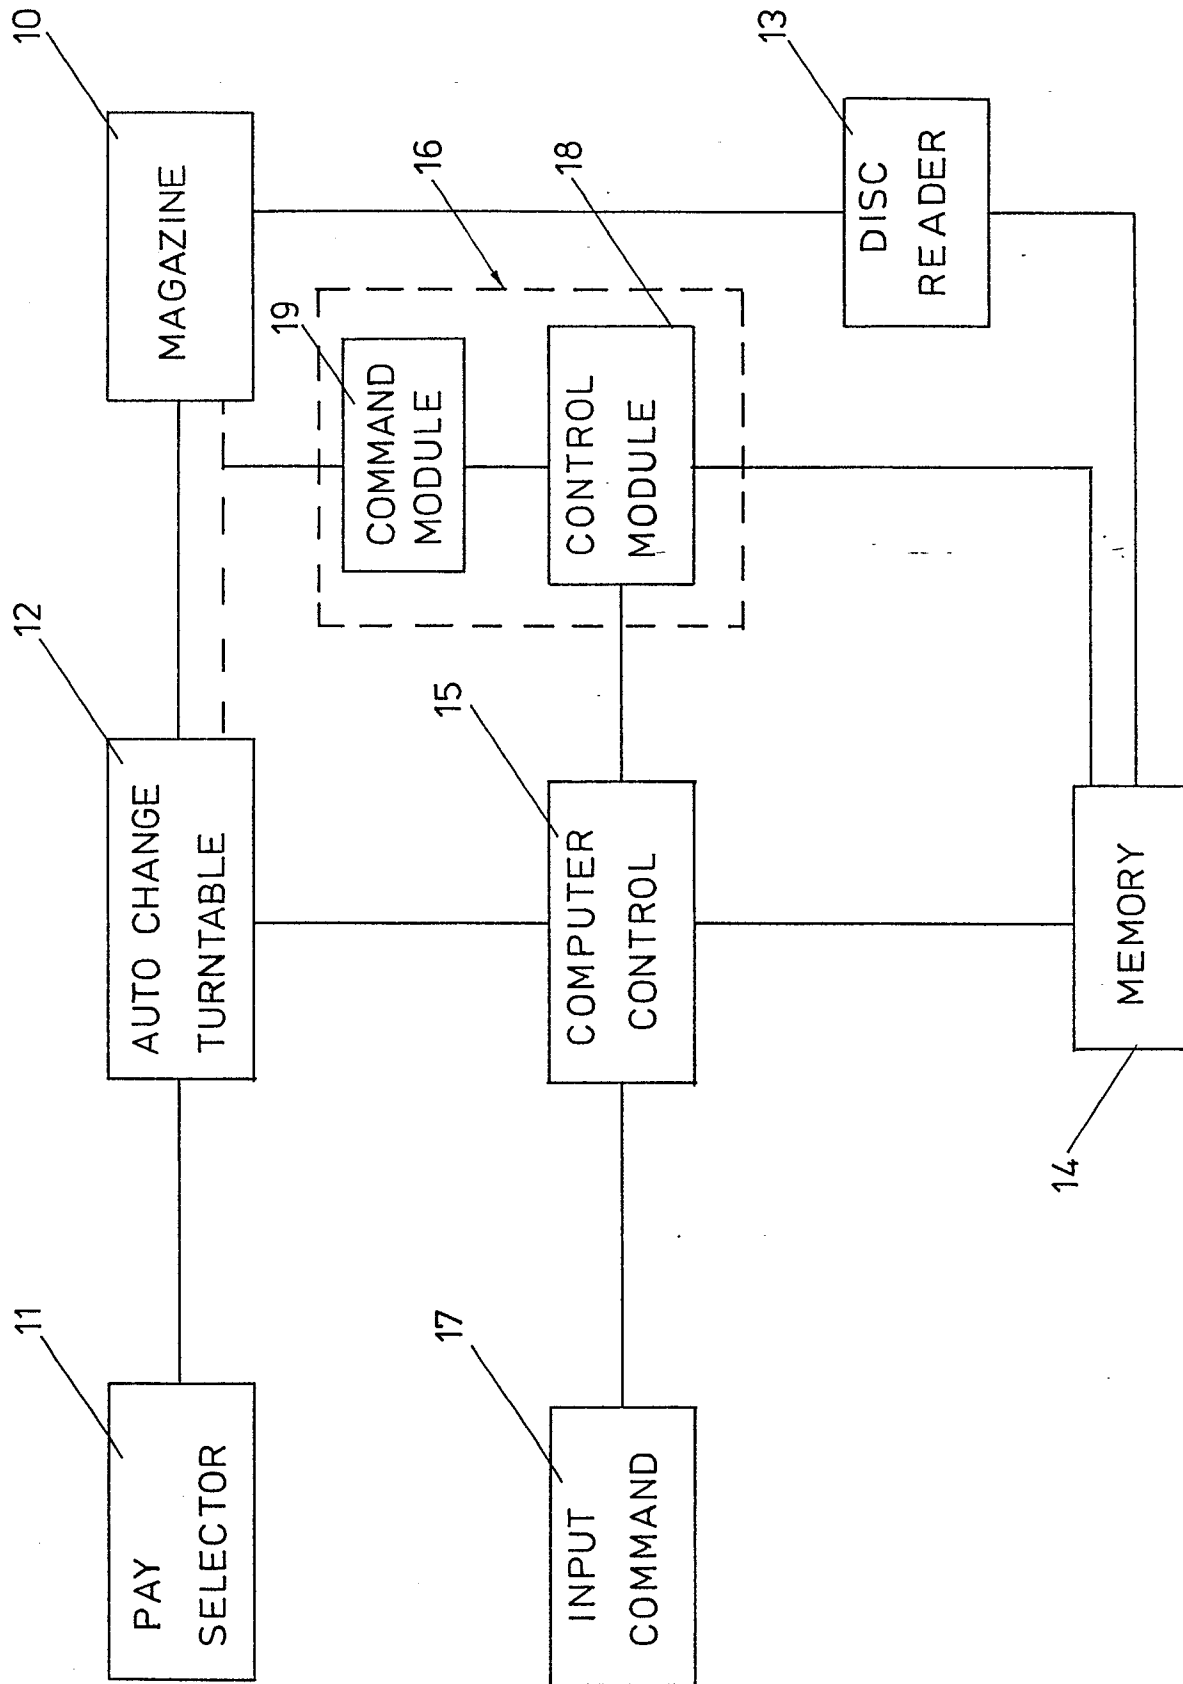 11
PAY
SELECTOR
12
AUTO CHANGE
TURNTABLE
10
MAGAZINE
19
COMMAND
MODULE
16
17
INPUT
COMMAND
15
COMPUTER
CONTROL
18
CONTROL
MODULE
13
DISC
READER
14
MEMORY